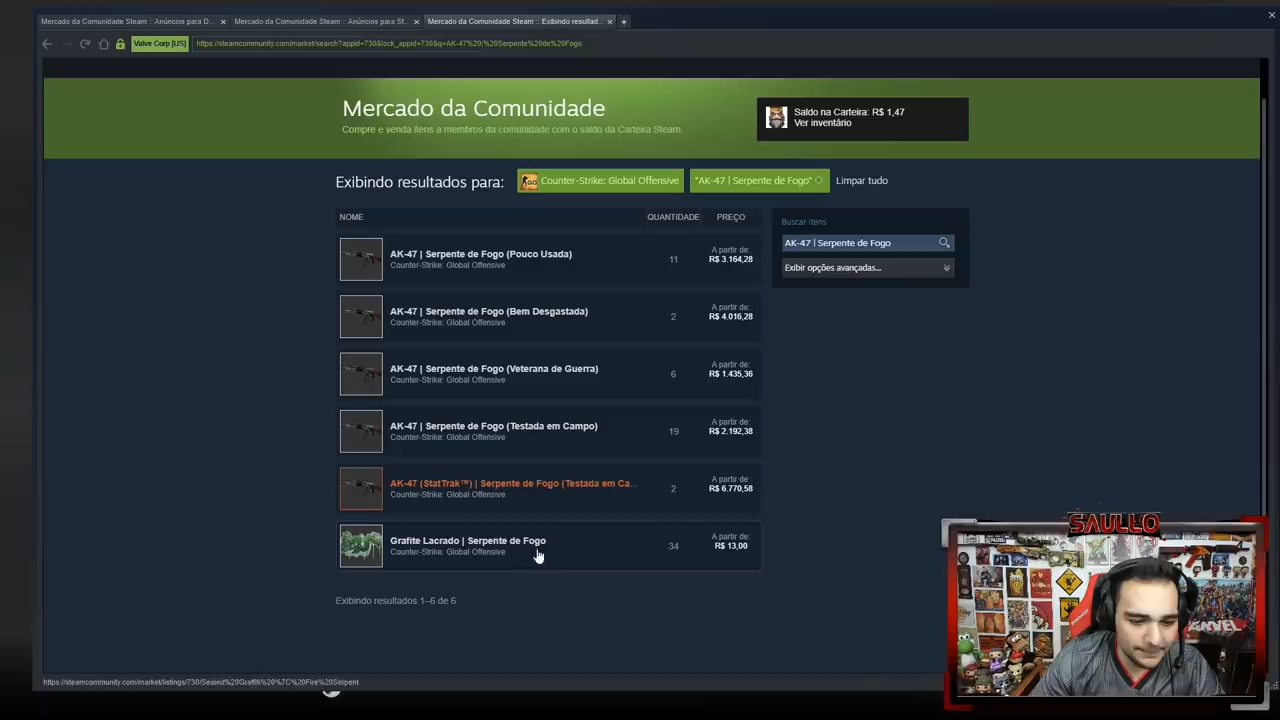 Mercado da Comunidade Steam :: Anúncios para D...
Mercado da Comunidade Steam :: Anúncios para St...
Mercado da Comunidade Steam :: Exibindo resultad...
Valve Corp [US]
https://steamcommunity.com/market/search?appid=730&lock_appid=730&q=AK-47%20|%20Serpente%20de%20Fogo
Mercado da Comunidade
Compre e venda itens a membros da comunidade com o saldo da Carteira Steam.
Saldo na Carteira: R$ 1,47
Ver inventário
Exibindo resultados para:
Counter-Strike: Global Offensive
"AK-47 | Serpente de Fogo"
Limpar tudo
NOME
QUANTIDADE
PREÇO
AK-47 | Serpente de Fogo (Pouco Usada)
Counter-Strike: Global Offensive
11
A partir de:
R$ 3.164,28
AK-47 | Serpente de Fogo (Bem Desgastada)
Counter-Strike: Global Offensive
2
A partir de:
R$ 4.016,28
AK-47 | Serpente de Fogo (Veterana de Guerra)
Counter-Strike: Global Offensive
6
A partir de:
R$ 1.435,36
AK-47 | Serpente de Fogo (Testada em Campo)
Counter-Strike: Global Offensive
19
A partir de:
R$ 2.192,38
AK-47 (StatTrak™) | Serpente de Fogo (Testada em Ca...
Counter-Strike: Global Offensive
2
A partir de:
R$ 6.770,58
Grafite Lacrado | Serpente de Fogo
Counter-Strike: Global Offensive
34
A partir de:
R$ 13,00
Exibindo resultados 1–6 de 6
Buscar itens
AK-47 | Serpente de Fogo
Exibir opções avançadas...
SAULLO
MARVEL
https://steamcommunity.com/market/listings/730/Sealed%20Graffiti%20%7C%20Fire%20Serpent